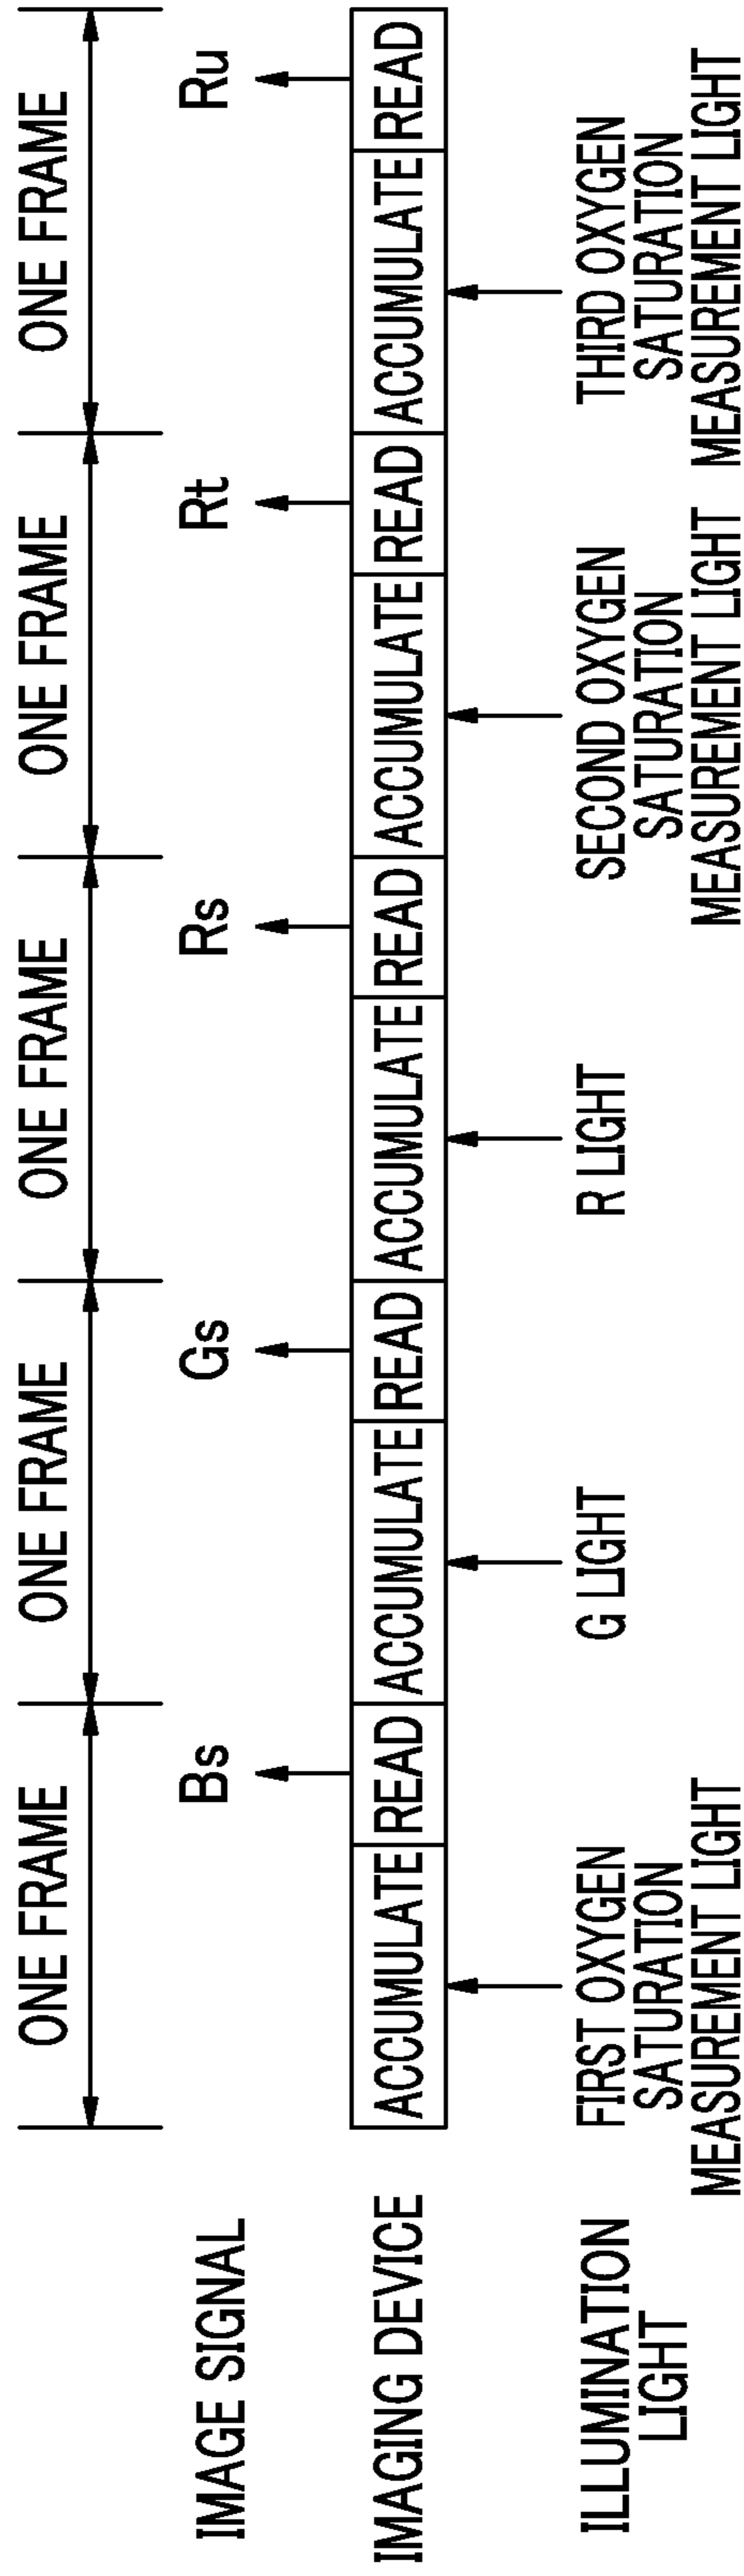 ONE FRAME ONE FRAME ONE FRAME ONE FRAME ONE FRAME
IMAGE SIGNAL Bs Gs Rs Rt Ru
IMAGING DEVICE ACCUMULATE READ ACCUMULATE READ ACCUMULATE READ ACCUMULATE READ ACCUMULATE READ
ILLUMINATION
LIGHT
FIRST OXYGEN
SATURATION
MEASUREMENT LIGHT
G LIGHT
R LIGHT
SECOND OXYGEN
SATURATION
MEASUREMENT LIGHT
THIRD OXYGEN
SATURATION
MEASUREMENT LIGHT